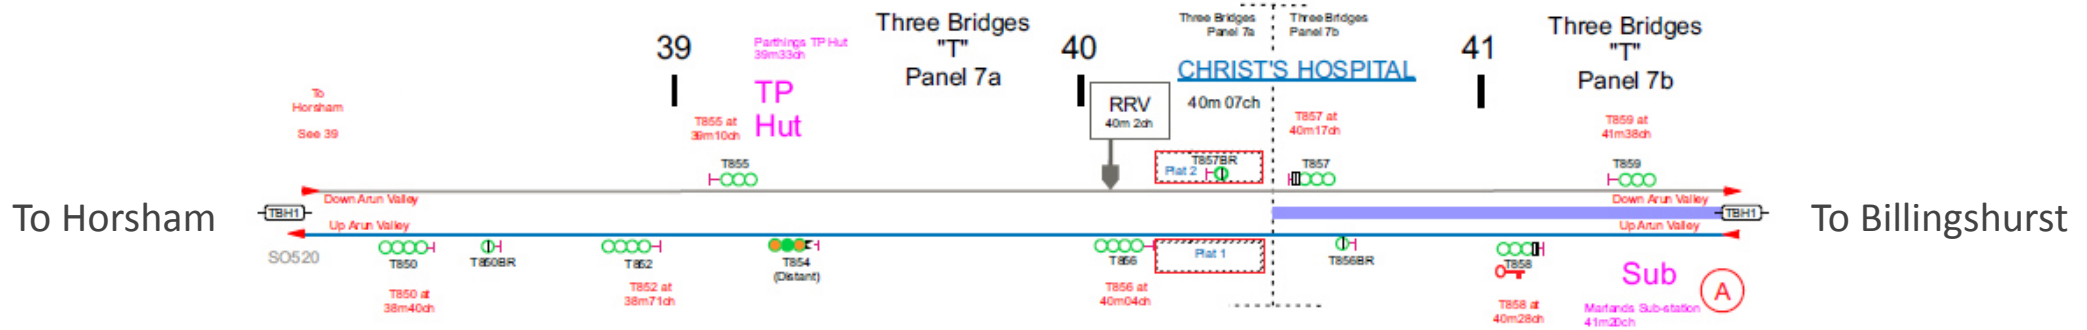 Three Bridges
"T"
Panel 7a
Three Bridges
Panel 7a
Three Bridges
Panel 7b
Three Bridges
"T"
Panel 7b
39
Parthings TP Hut
39m33ch
40
CHRIST'S HOSPITAL
41
To
Horsham
See 39
TP
Hut
T855 at
39m10ch
RRV
40m 2ch
40m 07ch
T857 at
40m17ch
T859 at
41m38ch
T855
T857BR
Plat 2
T857
T859
Down Arun Valley
Down Arun Valley
To Horsham
TBH1
TBH1
To Billingshurst
Up Arun Valley
Up Arun Valley
SO520
T850
T850BR
T852
T854
(Distant)
T856
Plat 1
T856BR
T858
T850 at
38m40ch
T852 at
38m71ch
T856 at
40m04ch
T858 at
40m28ch
Sub
A
Marlands Sub-station
41m20ch